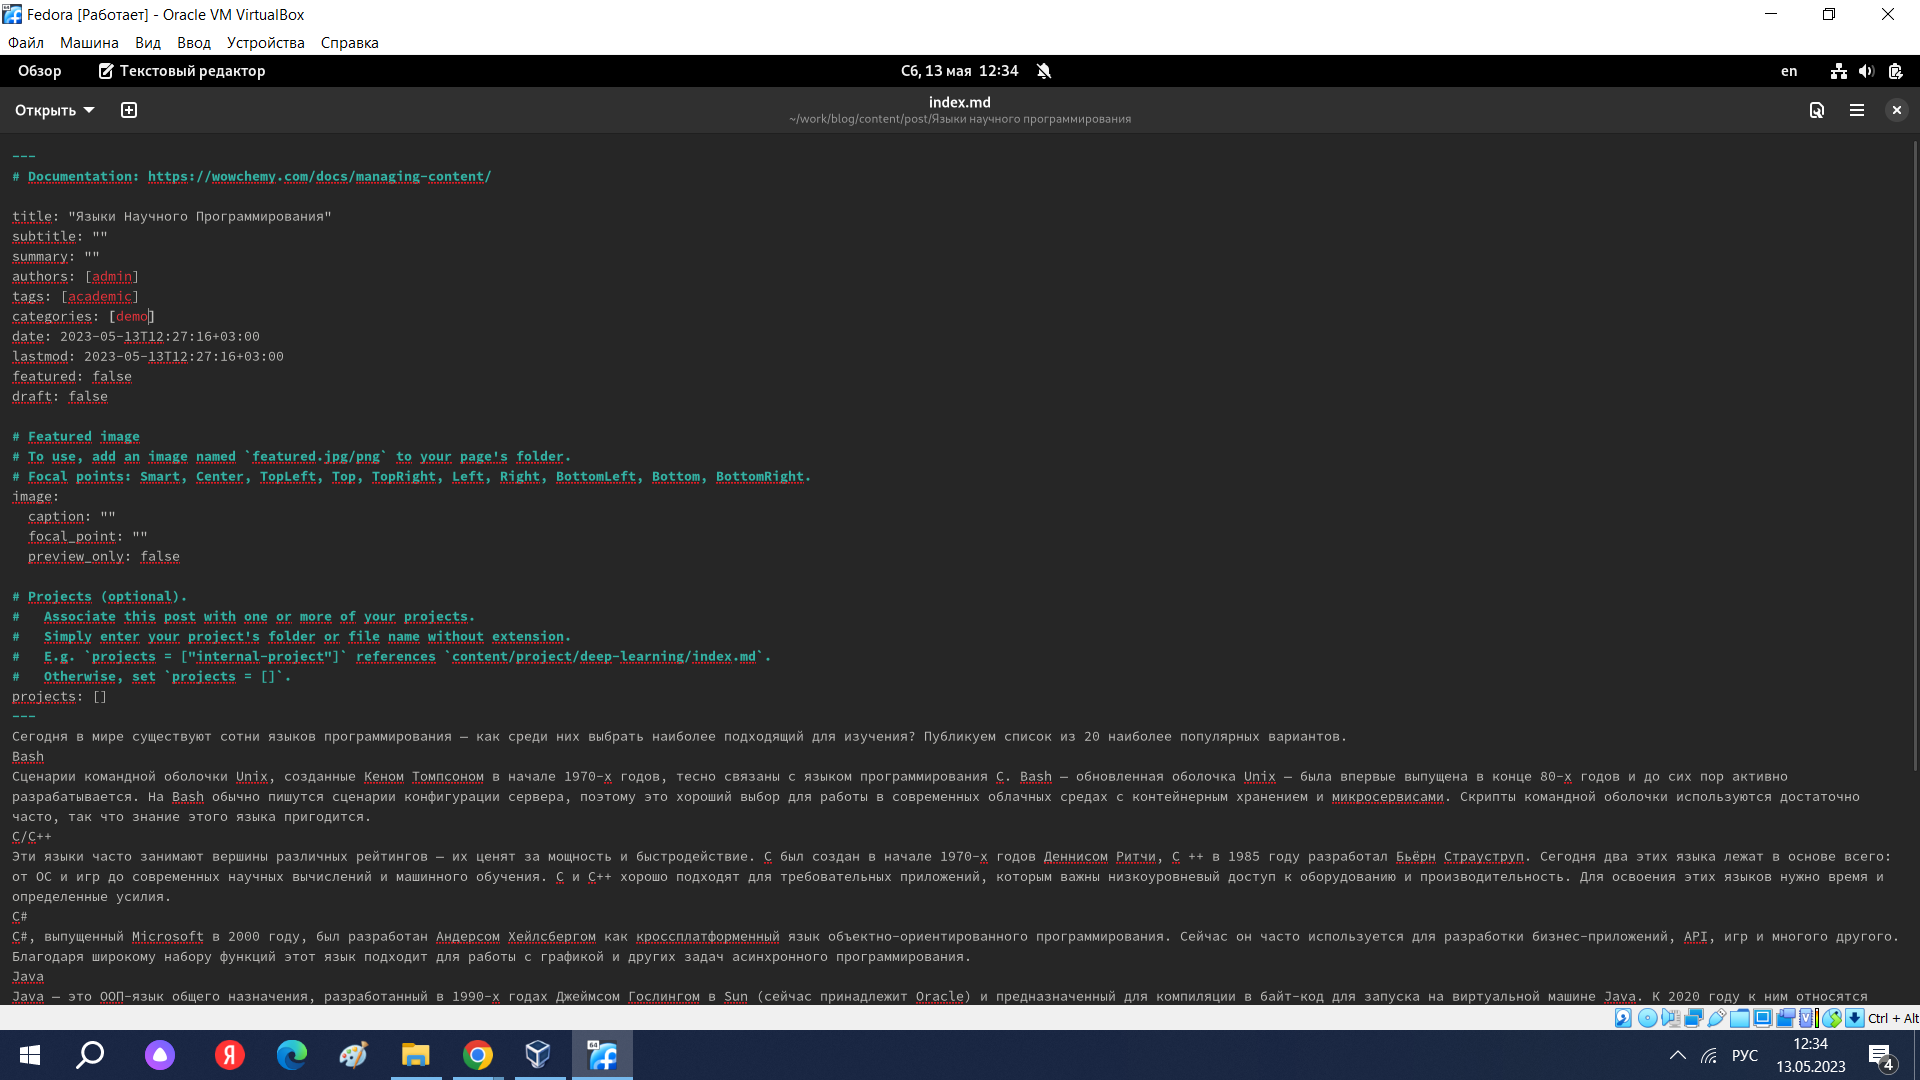 Fedora [Работает] - Oracle VM VirtualBox
Файл Машина Вид Ввод Устройства Справка
Обзор Текстовый редактор Сб, 13 мая 12:34 en
Открыть index.md
~/work/blog/content/post/Языки научного программирования
---
# Documentation: https://wowchemy.com/docs/managing-content/
title: "Языки Научного Программирования"
subtitle: ""
summary: ""
authors: [admin]
tags: [academic]
categories: [demo]
date: 2023-05-13T12:27:16+03:00
lastmod: 2023-05-13T12:27:16+03:00
featured: false
draft: false
# Featured image
# To use, add an image named `featured.jpg/png` to your page's folder.
# Focal points: Smart, Center, TopLeft, Top, TopRight, Left, Right, BottomLeft, Bottom, BottomRight.
image:
  caption: ""
  focal_point: ""
  preview_only: false
# Projects (optional).
#   Associate this post with one or more of your projects.
#   Simply enter your project's folder or file name without extension.
#   E.g. `projects = ["internal-project"]` references `content/project/deep-learning/index.md`.
#   Otherwise, set `projects = []`.
projects: []
---
Сегодня в мире существуют сотни языков программирования — как среди них выбрать наиболее подходящий для изучения? Публикуем список из 20 наиболее популярных вариантов.
Bash
Сценарии командной оболочки Unix, созданные Кеном Томпсоном в начале 1970-х годов, тесно связаны с языком программирования C. Bash — обновленная оболочка Unix — была впервые выпущена в конце 80-х годов и до сих пор активно
разрабатывается. На Bash обычно пишутся сценарии конфигурации сервера, поэтому это хороший выбор для работы в современных облачных средах с контейнерным хранением и микросервисами. Скрипты командной оболочки используются достаточно
часто, так что знание этого языка пригодится.
C/C++
Эти языки часто занимают вершины различных рейтингов — их ценят за мощность и быстродействие. C был создан в начале 1970-х годов Деннисом Ритчи, C ++ в 1985 году разработал Бьёрн Страуструп. Сегодня два этих языка лежат в основе всего:
от ОС и игр до современных научных вычислений и машинного обучения. C и C++ хорошо подходят для требовательных приложений, которым важны низкоуровневый доступ к оборудованию и производительность. Для освоения этих языков нужно время и
определенные усилия.
C#
C#, выпущенный Microsoft в 2000 году, был разработан Андерсом Хейлсбергом как кроссплатформенный язык объектно-ориентированного программирования. Сейчас он часто используется для разработки бизнес-приложений, API, игр и многого другого.
Благодаря широкому набору функций этот язык подходит для работы с графикой и других задач асинхронного программирования.
Java
Java — это ООП-язык общего назначения, разработанный в 1990-х годах Джеймсом Гослингом в Sun (сейчас принадлежит Oracle) и предназначенный для компиляции в байт-код для запуска на виртуальной машине Java. К 2020 году к ним относятся
Ctrl + Alt
РУС 12:34
13.05.2023 4